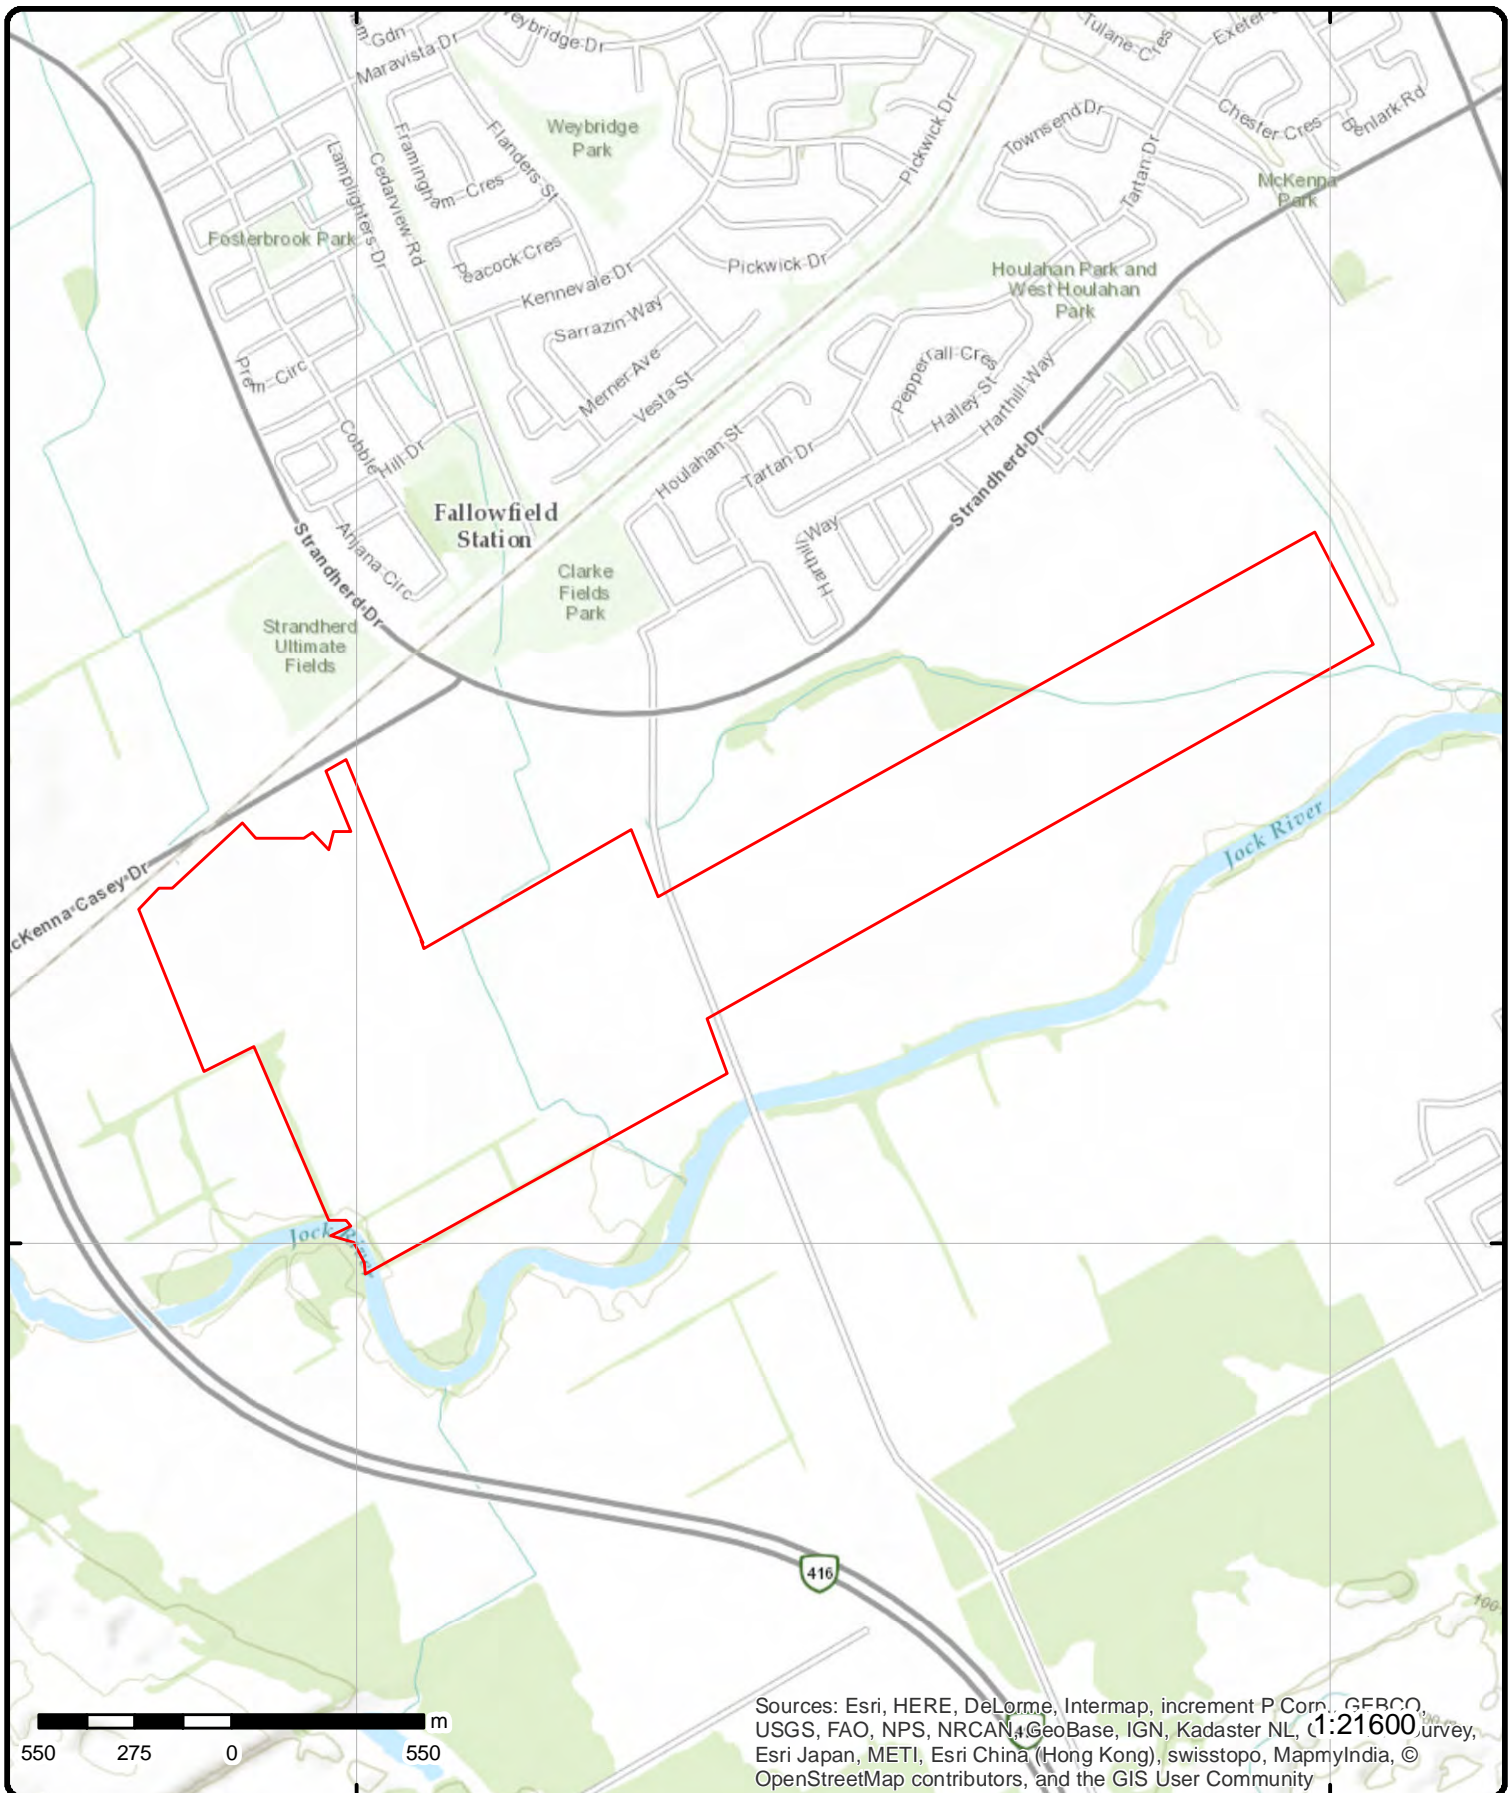 Gdn
Maravista Dr
Weybridge Dr
Tulane Cres
Exeter
Chester Cres
Benlark Rd
Townsend Dr
Tartan Dr
Pickwick Dr
Weybridge
Park
Flanders St
Framingham Cres
Cedarview Rd
Lamplighters Dr
McKenna
Park
Fosterbrook Park
Peacock Cres
Kennevale Dr
Pickwick Dr
Houlahan Park and
West Houlahan
Park
Sarrazin Way
Merner Ave
Vesta St
Prem Circ
Pepperrall Cres
Halley St
Harthill Way
Cobble Hill Dr
Houlahan St
Tartan Dr
Strandherd Dr
Fallowfield
Station
Anjana Circ
Harthill Way
Strandherd Dr
Clarke
Fields
Park
Strandherd
Ultimate
Fields
Jock River
cKenna Casey Dr
Jock River
416
100
Sources: Esri, HERE, DeLorme, Intermap, increment P Corp., GEBCO,
USGS, FAO, NPS, NRCAN, GeoBase, IGN, Kadaster NL, urvey,
1:21600
Esri Japan, METI, Esri China (Hong Kong), swisstopo, MapmyIndia, ©
OpenStreetMap contributors, and the GIS User Community
m
550 275 0 550